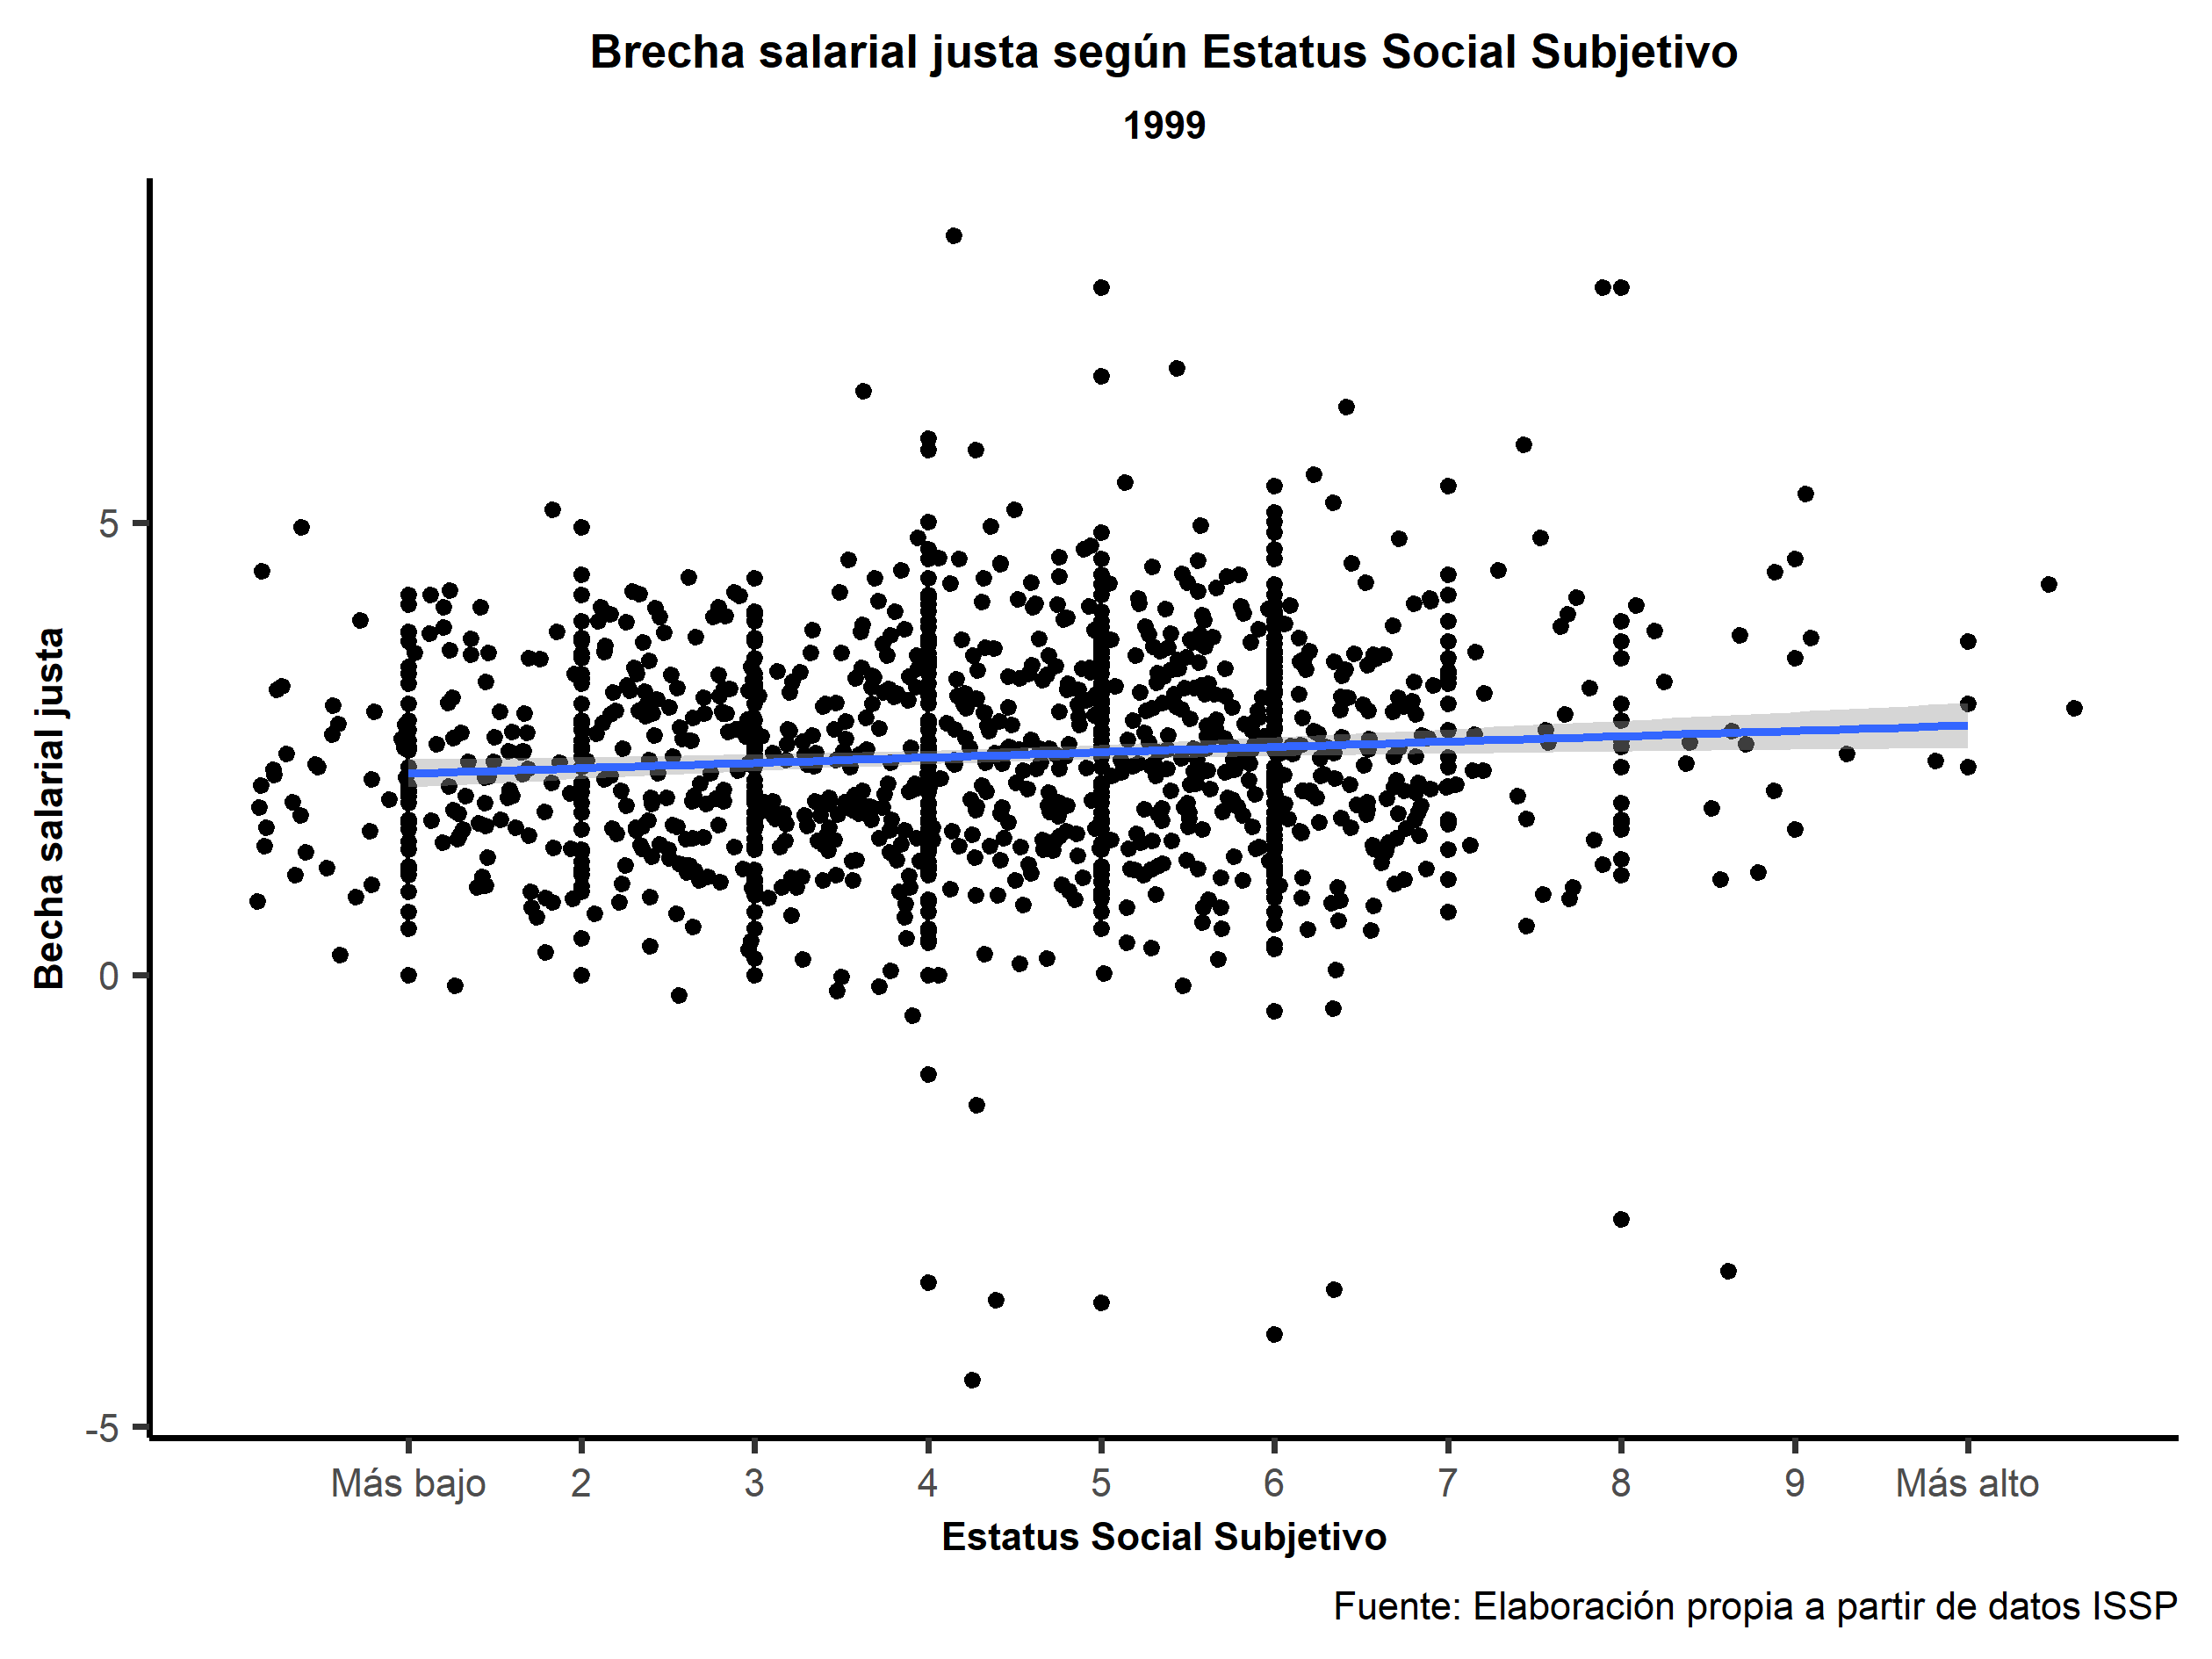 Brecha salarial justa según Estatus Social Subjetivo
1999
Becha salarial justa
5
0
-5
Más bajo 2 3 4 5 6 7 8 9 Más alto
Estatus Social Subjetivo
Fuente: Elaboración propia a partir de datos ISSP